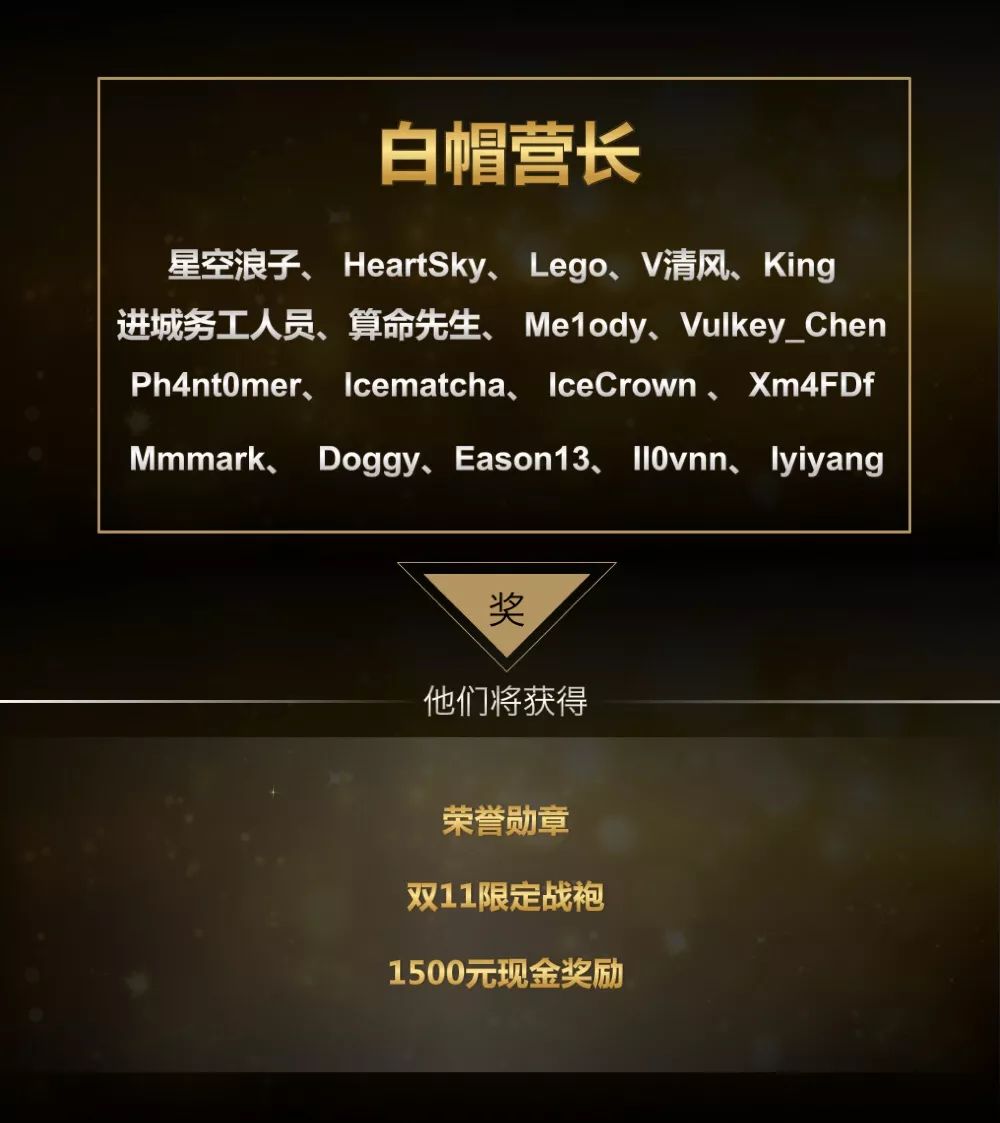 白帽营长
星空浪子、 HeartSky、 Lego、V清风、King
进城务工人员、算命先生、 Me1ody、Vulkey_Chen
Ph4nt0mer、 Icematcha、 IceCrown 、 Xm4FDf
Mmmark、 Doggy、Eason13、 Il0vnn、 lyiyang
奖
他们将获得
荣誉勋章
双11限定战袍
1500元现金奖励